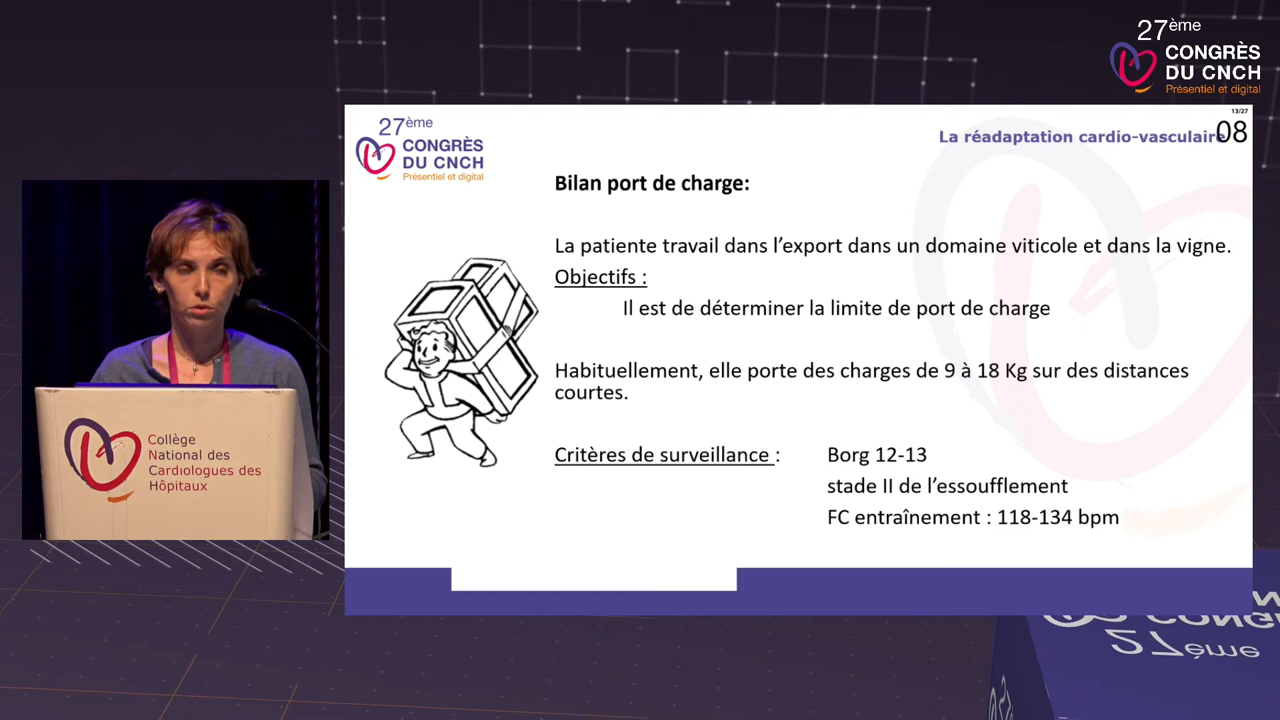 27ème
CONGRÈS
DU CNCH
Présentiel et digital
13/27
27ème
CONGRÈS
DU CNCH
Présentiel et digital
La réadaptation cardio-vasculaire
08
Bilan port de charge:
La patiente travail dans l’export dans un domaine viticole et dans la vigne.
Objectifs :
Il est de déterminer la limite de port de charge
Habituellement, elle porte des charges de 9 à 18 Kg sur des distances
courtes.
Critères de surveillance : Borg 12-13
stade II de l’essoufflement
FC entraînement : 118-134 bpm
Collège
National des
Cardiologues des
Hôpitaux
27ème